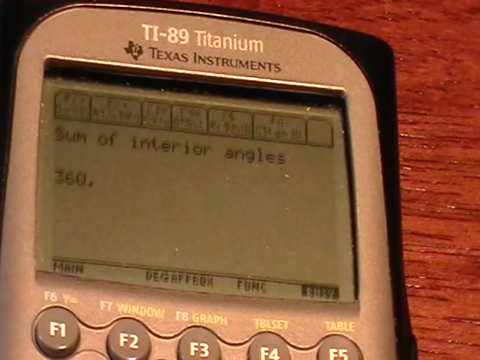 TI-89 Titanium
TEXAS INSTRUMENTS
Sum of interior angles
360.
MAIN DEGAPPROX FUNC BUSY
F6 Y= F7 WINDOW F8 GRAPH TBLSET TABLE
F1 F2 F3 F4 F5